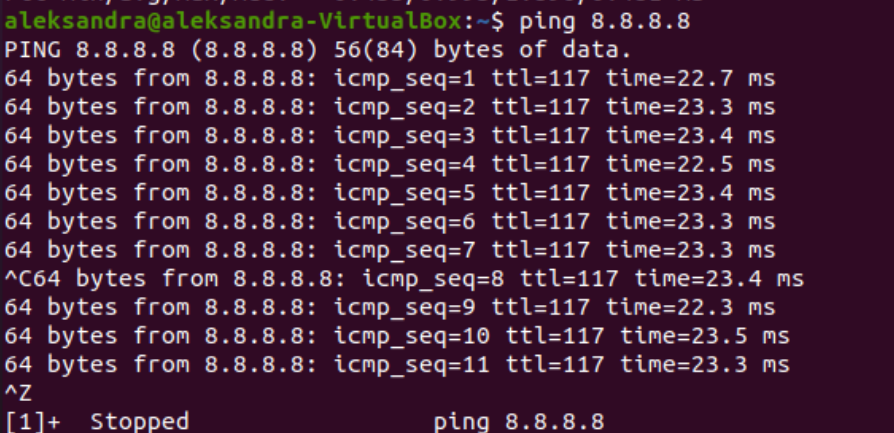 aleksandra@aleksandra-VirtualBox:~$ ping 8.8.8.8
PING 8.8.8.8 (8.8.8.8) 56(84) bytes of data.
64 bytes from 8.8.8.8: icmp_seq=1 ttl=117 time=22.7 ms
64 bytes from 8.8.8.8: icmp_seq=2 ttl=117 time=23.3 ms
64 bytes from 8.8.8.8: icmp_seq=3 ttl=117 time=23.4 ms
64 bytes from 8.8.8.8: icmp_seq=4 ttl=117 time=22.5 ms
64 bytes from 8.8.8.8: icmp_seq=5 ttl=117 time=23.4 ms
64 bytes from 8.8.8.8: icmp_seq=6 ttl=117 time=23.3 ms
64 bytes from 8.8.8.8: icmp_seq=7 ttl=117 time=23.3 ms
^C64 bytes from 8.8.8.8: icmp_seq=8 ttl=117 time=23.4 ms
64 bytes from 8.8.8.8: icmp_seq=9 ttl=117 time=22.3 ms
64 bytes from 8.8.8.8: icmp_seq=10 ttl=117 time=23.5 ms
64 bytes from 8.8.8.8: icmp_seq=11 ttl=117 time=23.3 ms
^Z
[1]+  Stopped                 ping 8.8.8.8